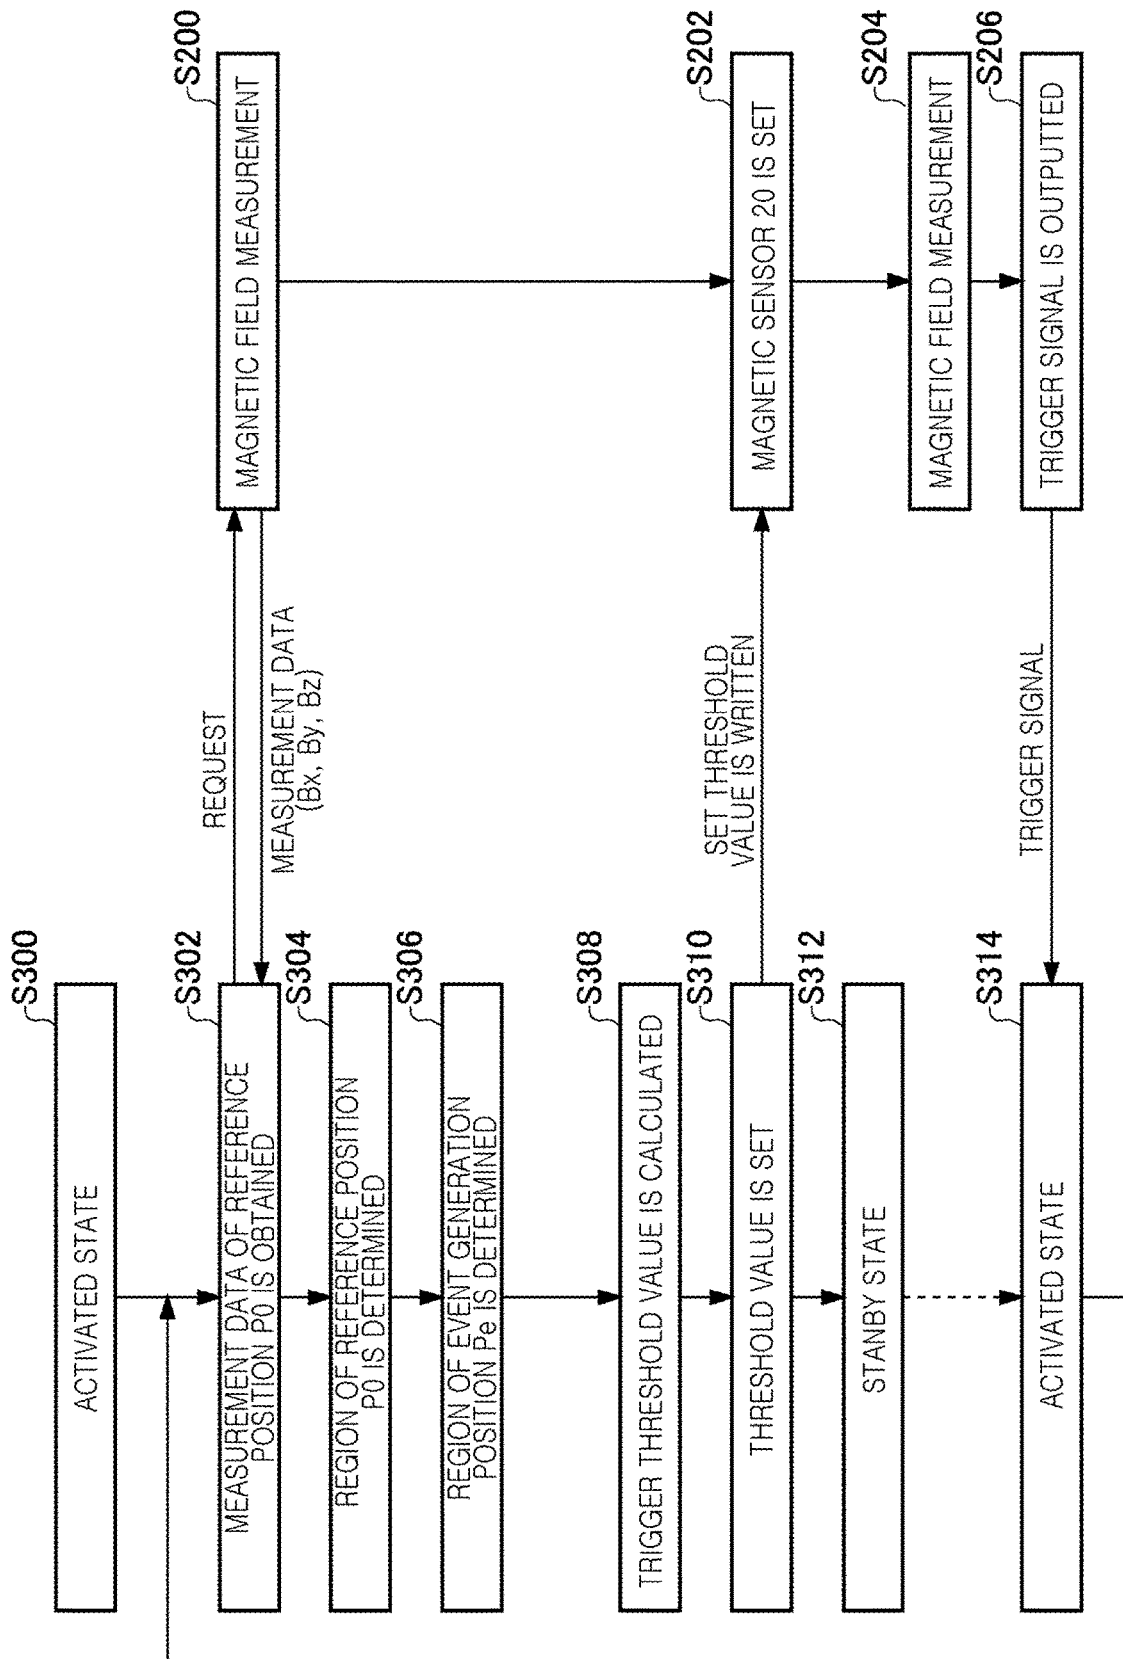 S300
ACTIVATED STATE
S302
MEASUREMENT DATA OF REFERENCE
POSITION P0 IS OBTAINED
REQUEST
MEASUREMENT DATA
(Bx, By, Bz)
S200
MAGNETIC FIELD MEASUREMENT
S304
REGION OF REFERENCE POSITION
P0 IS DETERMINED
S306
REGION OF EVENT GENERATION
POSITION Pe IS DETERMINED
S308
TRIGGER THRESHOLD VALUE IS CALCULATED
S310
THRESHOLD VALUE IS SET
SET THRESHOLD
VALUE IS WRITTEN
S202
MAGNETIC SENSOR 20 IS SET
S312
STANBY STATE
S204
MAGNETIC FIELD MEASUREMENT
S206
TRIGGER SIGNAL IS OUTPUTTED
TRIGGER SIGNAL
S314
ACTIVATED STATE